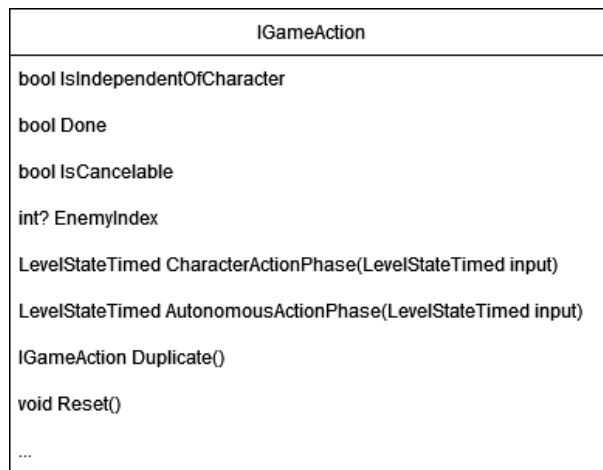 IGameAction
bool IsIndependentOfCharacter
bool Done
bool IsCancelable
int? EnemyIndex
LevelStateTimed CharacterActionPhase(LevelStateTimed input)
LevelStateTimed AutonomousActionPhase(LevelStateTimed input)
IGameAction Duplicate()
void Reset()
...